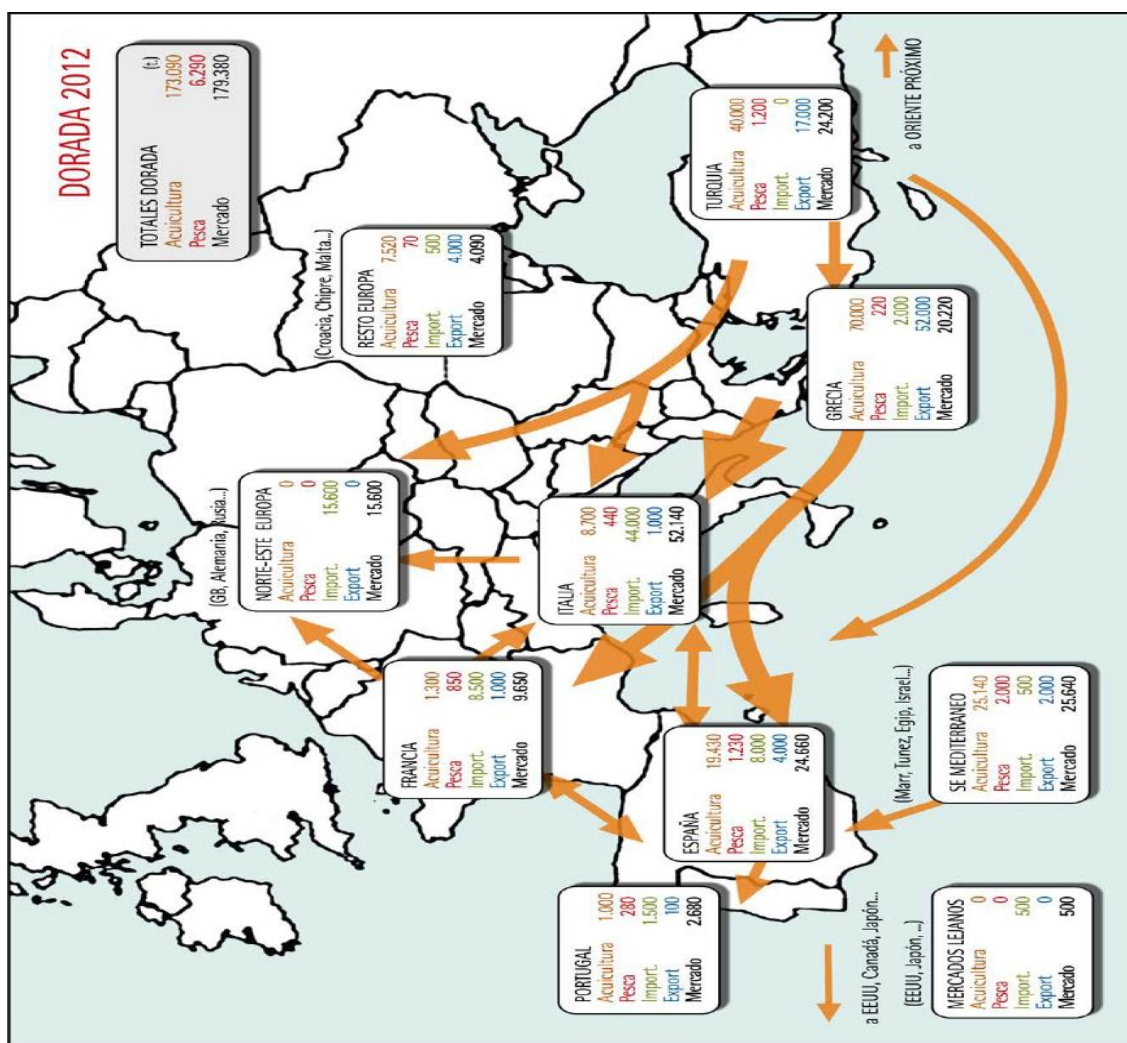 DORADA 2012
TOTALES DORADA (t.)
Acuicultura 173.090
Pesca 6.290
Mercado 179.380
(GB, Alemania, Rusia...)
NORTE-ESTE EUROPA
Acuicultura 0
Pesca 0
Import. 15.600
Export 0
Mercado 15.600
(Croacia, Chipre, Malta...)
RESTO EUROPA
Acuicultura 7.520
Pesca 70
Import. 500
Export 4.000
Mercado 4.090
FRANCIA
Acuicultura 1.300
Pesca 850
Import. 8.500
Export 1.000
Mercado 9.650
ITALIA
Acuicultura 8.700
Pesca 440
Import. 44.000
Export 1.000
Mercado 52.140
PORTUGAL
Acuicultura 1.000
Pesca 280
Import. 1.500
Export 100
Mercado 2.680
ESPAÑA
Acuicultura 19.430
Pesca 1.230
Import. 8.000
Export 4.000
Mercado 24.660
TURQUIA
Acuicultura 40.000
Pesca 1.200
Import. 0
Export 17.000
Mercado 24.200
GRECIA
Acuicultura 70.000
Pesca 220
Import. 2.000
Export 52.000
Mercado 20.220
a ORIENTE PRÓXIMO
a EEUU, Canadá, Japón...
(EEUU, Japón, ...)
MERCADOS LEJANOS
Acuicultura 0
Pesca 0
Import. 500
Export 0
Mercado 500
(Marr, Tunez, Egip, Israel...)
SE MEDITERRANEO
Acuicultura 25.140
Pesca 2.000
Import. 500
Export 2.000
Mercado 25.640